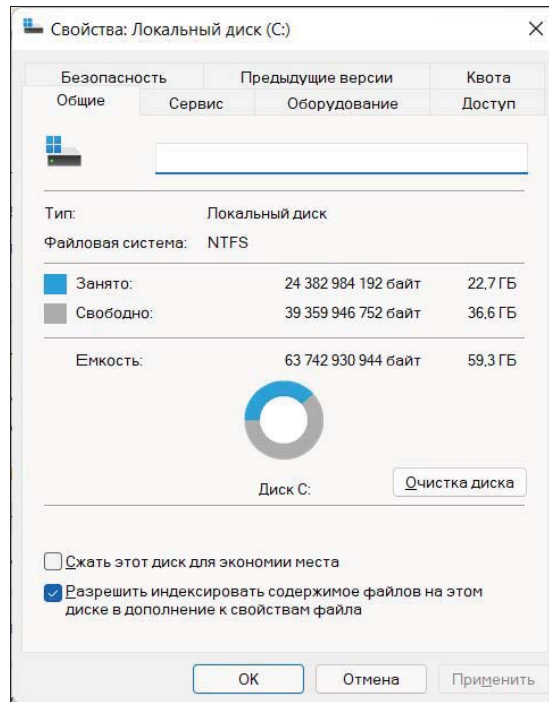 Свойства: Локальный диск (C:)
Безопасность Предыдущие версии Квота
Общие Сервис Оборудование Доступ
Тип: Локальный диск
Файловая система: NTFS
Занято: 24 382 984 192 байт 22,7 ГБ
Свободно: 39 359 946 752 байт 36,6 ГБ
Емкость: 63 742 930 944 байт 59,3 ГБ
Диск C: Очистка диска
Сжать этот диск для экономии места
Разрешить индексировать содержимое файлов на этом
диске в дополнение к свойствам файла
ОК Отмена Применить